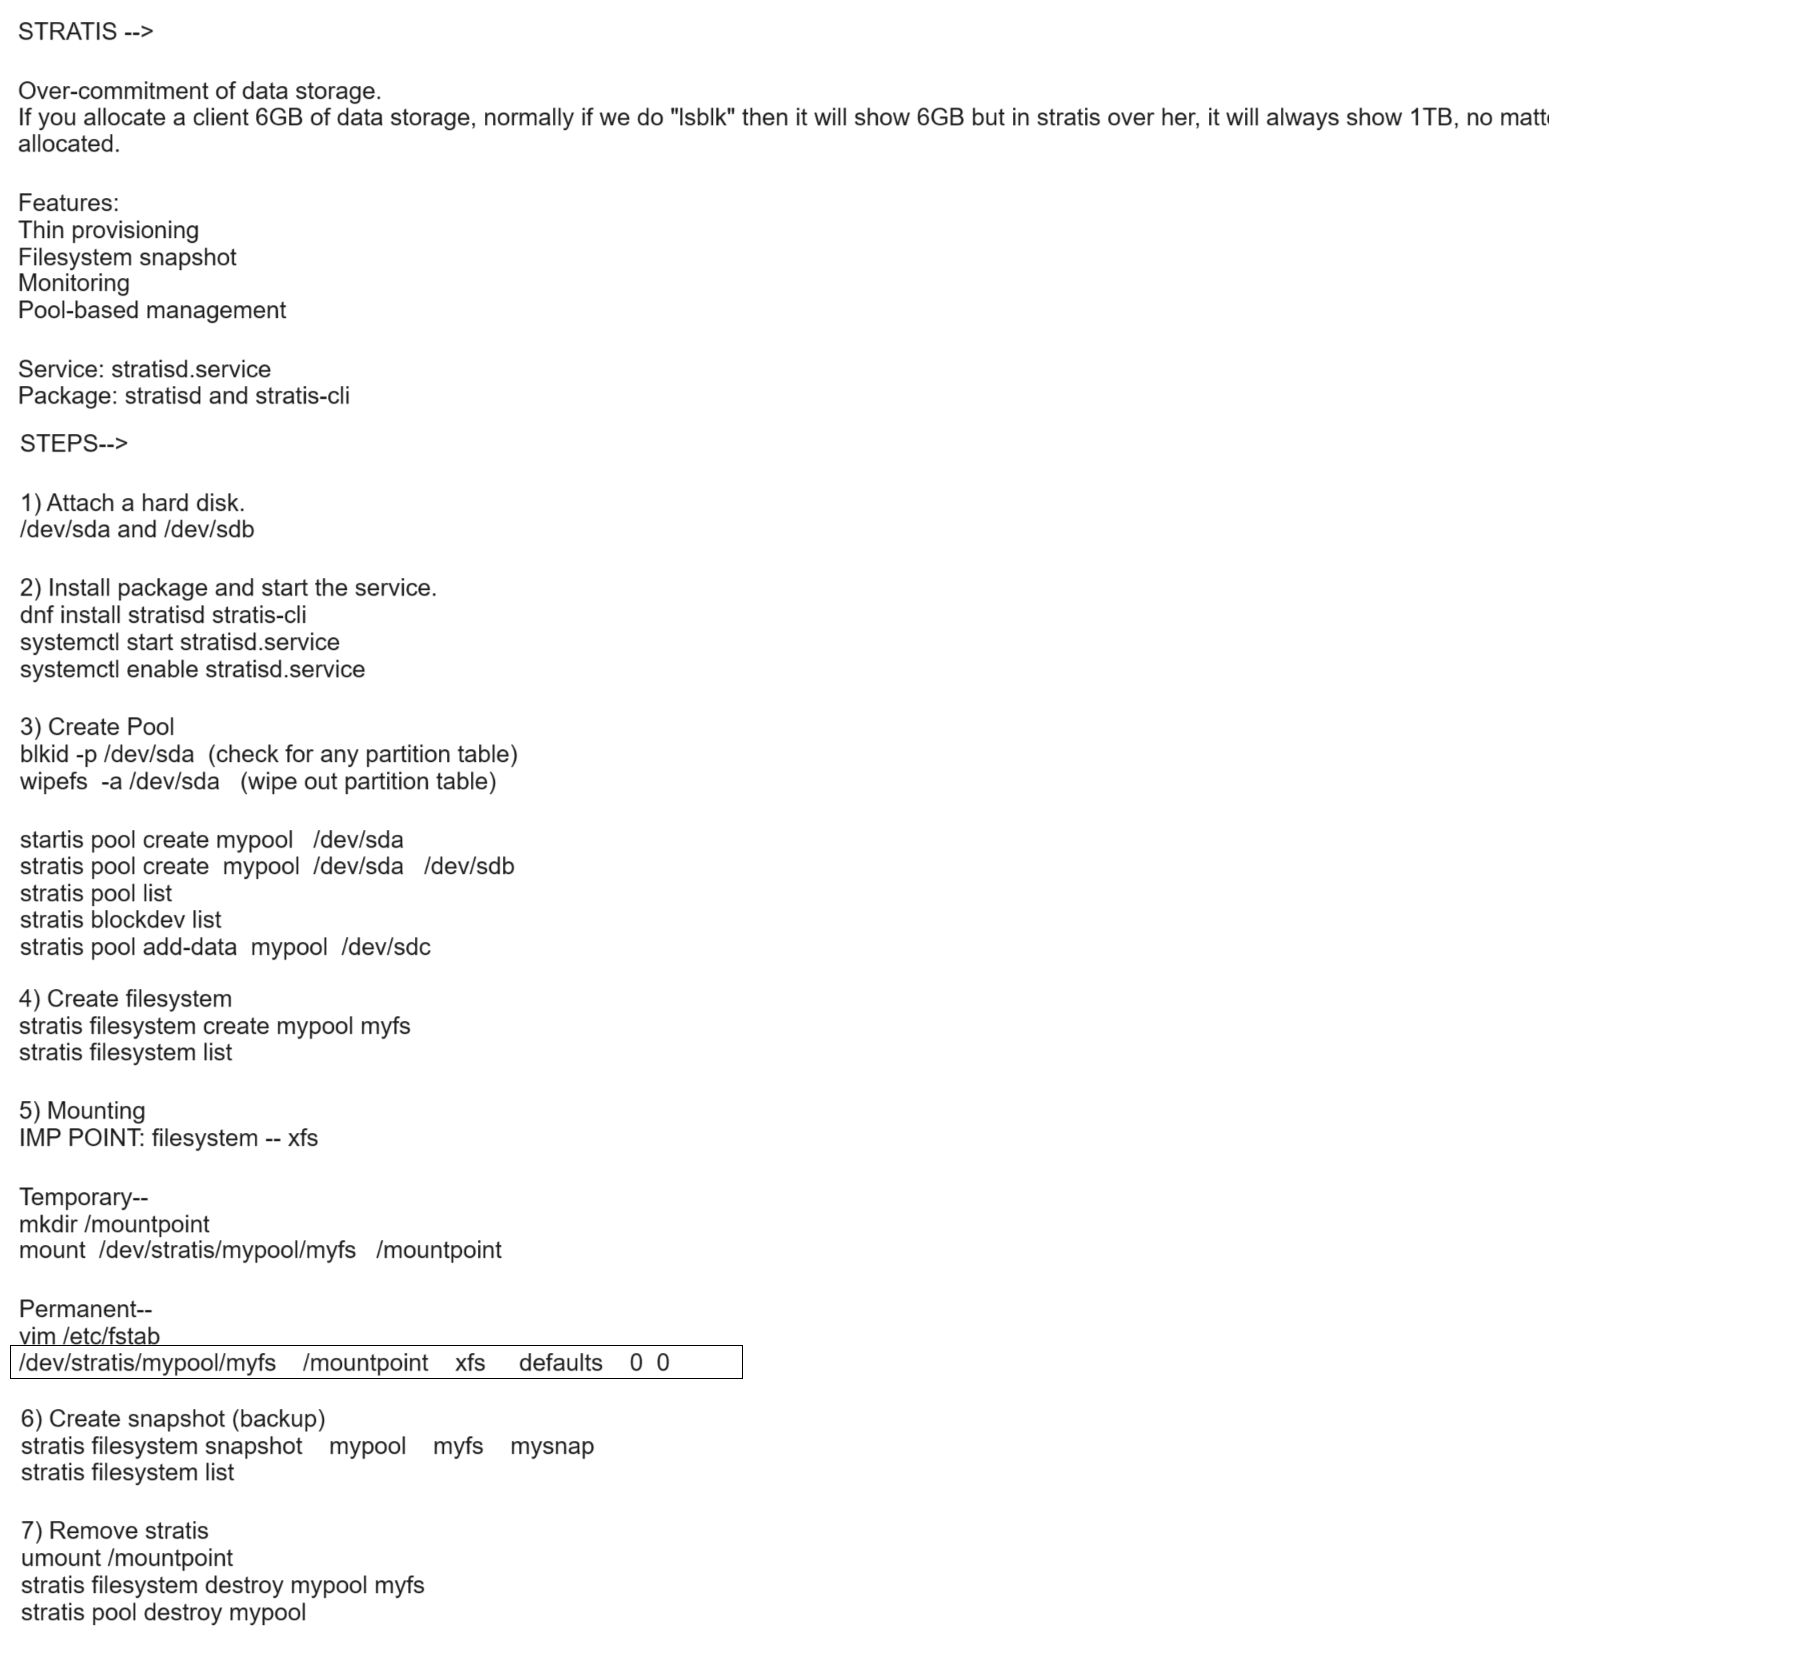 STRATIS -->
Over-commitment of data storage.
If you allocate a client 6GB of data storage, normally if we do "lsblk" then it will show 6GB but in stratis over her, it will always show 1TB, no
allocated.
Features:
Thin provisioning
Filesystem snapshot
Monitoring
Pool-based management
Service: stratisd.service
Package: stratisd and stratis-cli
STEPS-->
1) Attach a hard disk.
/dev/sda and /dev/sdb
2) Install package and start the service.
dnf install stratisd stratis-cli
systemctl start stratisd.service
systemctl enable stratisd.service
3) Create Pool
blkid -p /dev/sda (check for any partition table)
wipefs -a /dev/sda (wipe out partition table)
startis pool create mypool /dev/sda
stratis pool create mypool /dev/sda /dev/sdb
stratis pool list
stratis blockdev list
stratis pool add-data mypool /dev/sdc
4) Create filesystem
stratis filesystem create mypool myfs
stratis filesystem list
5) Mounting
IMP POINT: filesystem -- xfs
Temporary--
mkdir /mountpoint
mount /dev/stratis/mypool/myfs /mountpoint
Permanent--
vim /etc/fstab
/dev/stratis/mypool/myfs /mountpoint xfs defaults 0 0
6) Create snapshot (backup)
stratis filesystem snapshot mypool myfs mysnap
stratis filesystem list
7) Remove stratis
umount /mountpoint
stratis filesystem destroy mypool myfs
stratis pool destroy mypool